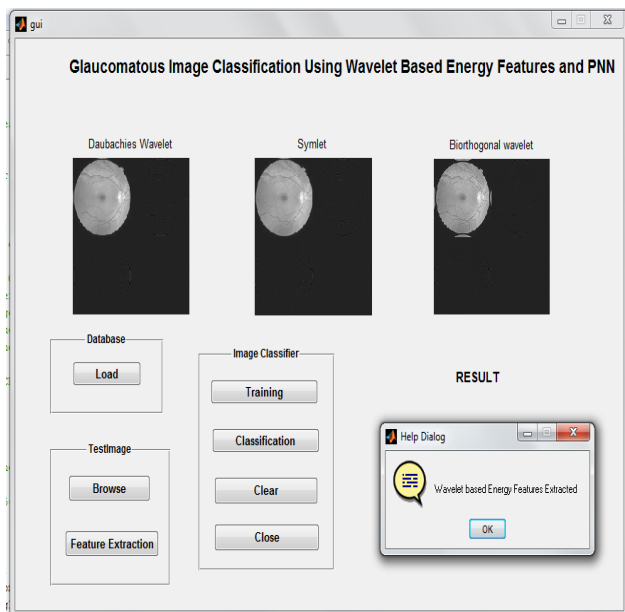 gui
Glaucomatous Image Classification Using Wavelet Based Energy Features and PNN
Daubachies Wavelet
Symlet
Biorthogonal wavelet
Database
Load
Image Classifier
Training
Classification
Clear
Close
TestImage
Browse
Feature Extraction
RESULT
Help Dialog
Wavelet based Energy Features Extracted
OK